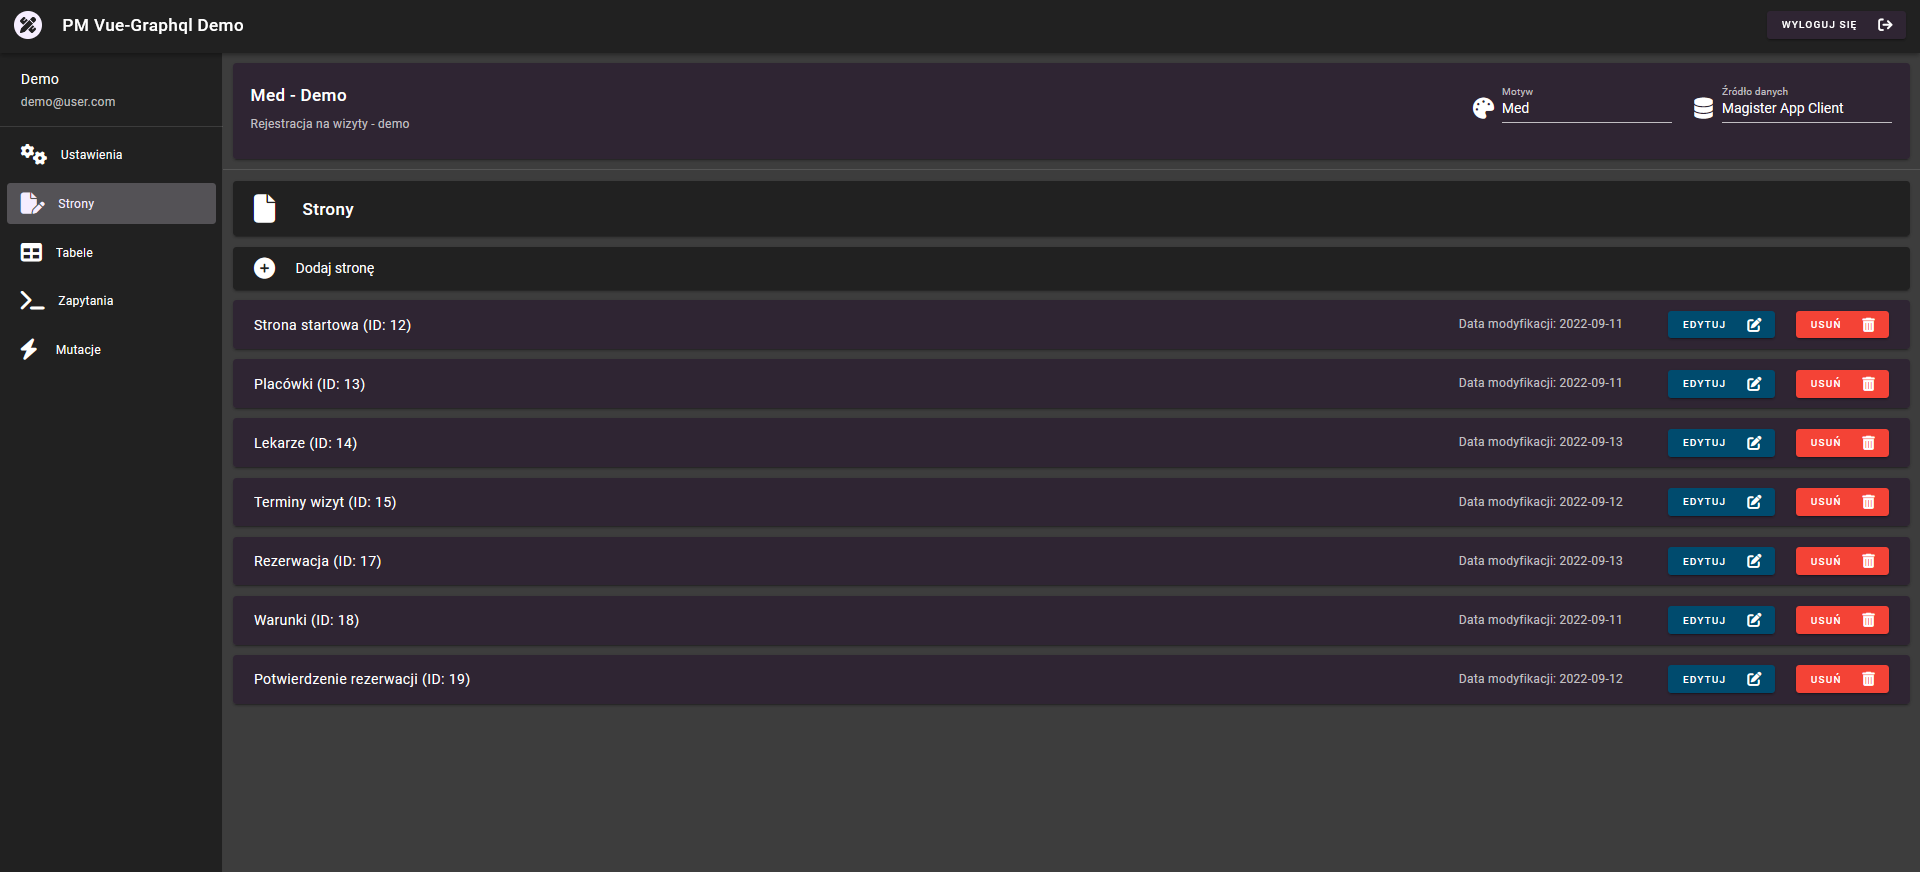 PM Vue-Graphql Demo
WYLOGUJ SIĘ
Demo
demo@user.com
Ustawienia
Strony
Tabele
Zapytania
Mutacje
Med - Demo
Rejestracja na wizyty - demo
Motyw
Med
Źródło danych
Magister App Client
Strony
Dodaj stronę
Strona startowa (ID: 12) Data modyfikacji: 2022-09-11 EDYTUJ USUŃ
Placówki (ID: 13) Data modyfikacji: 2022-09-11 EDYTUJ USUŃ
Lekarze (ID: 14) Data modyfikacji: 2022-09-13 EDYTUJ USUŃ
Terminy wizyt (ID: 15) Data modyfikacji: 2022-09-12 EDYTUJ USUŃ
Rezerwacja (ID: 17) Data modyfikacji: 2022-09-13 EDYTUJ USUŃ
Warunki (ID: 18) Data modyfikacji: 2022-09-11 EDYTUJ USUŃ
Potwierdzenie rezerwacji (ID: 19) Data modyfikacji: 2022-09-12 EDYTUJ USUŃ